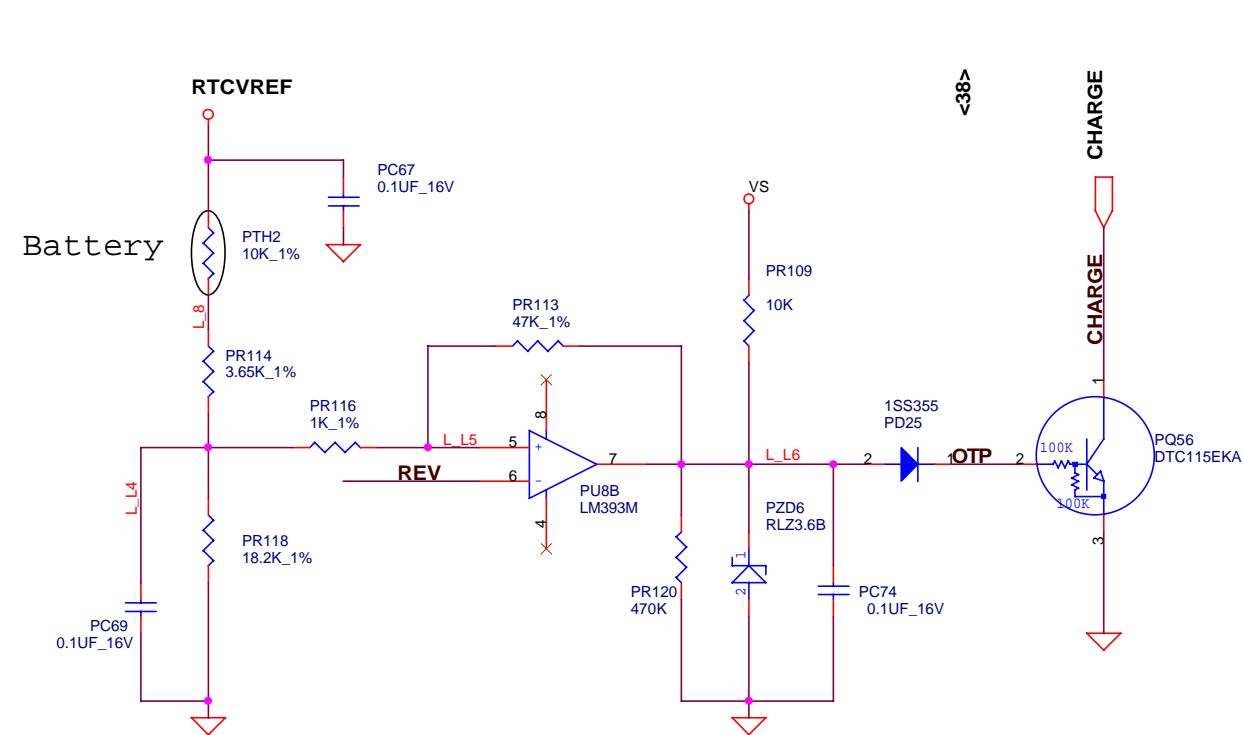 RTCVREF
<38>
CHARGE
PC67
0.1UF_16V
VS
Battery
PTH2
10K_1%
L_8
PR109
10K
CHARGE
PR113
47K_1%
PR114
3.65K_1%
8
1
PR116
1K_1%
1SS355
PD25
L_L5
5
+
REV
6
-
7
L_L6
2
1
OTP
2
100K
100K
PQ56
DTC115EKA
L_L4
4
PU8B
LM393M
PZD6
RLZ3.6B
3
PR118
18.2K_1%
1
2
PR120
470K
PC74
0.1UF_16V
PC69
0.1UF_16V